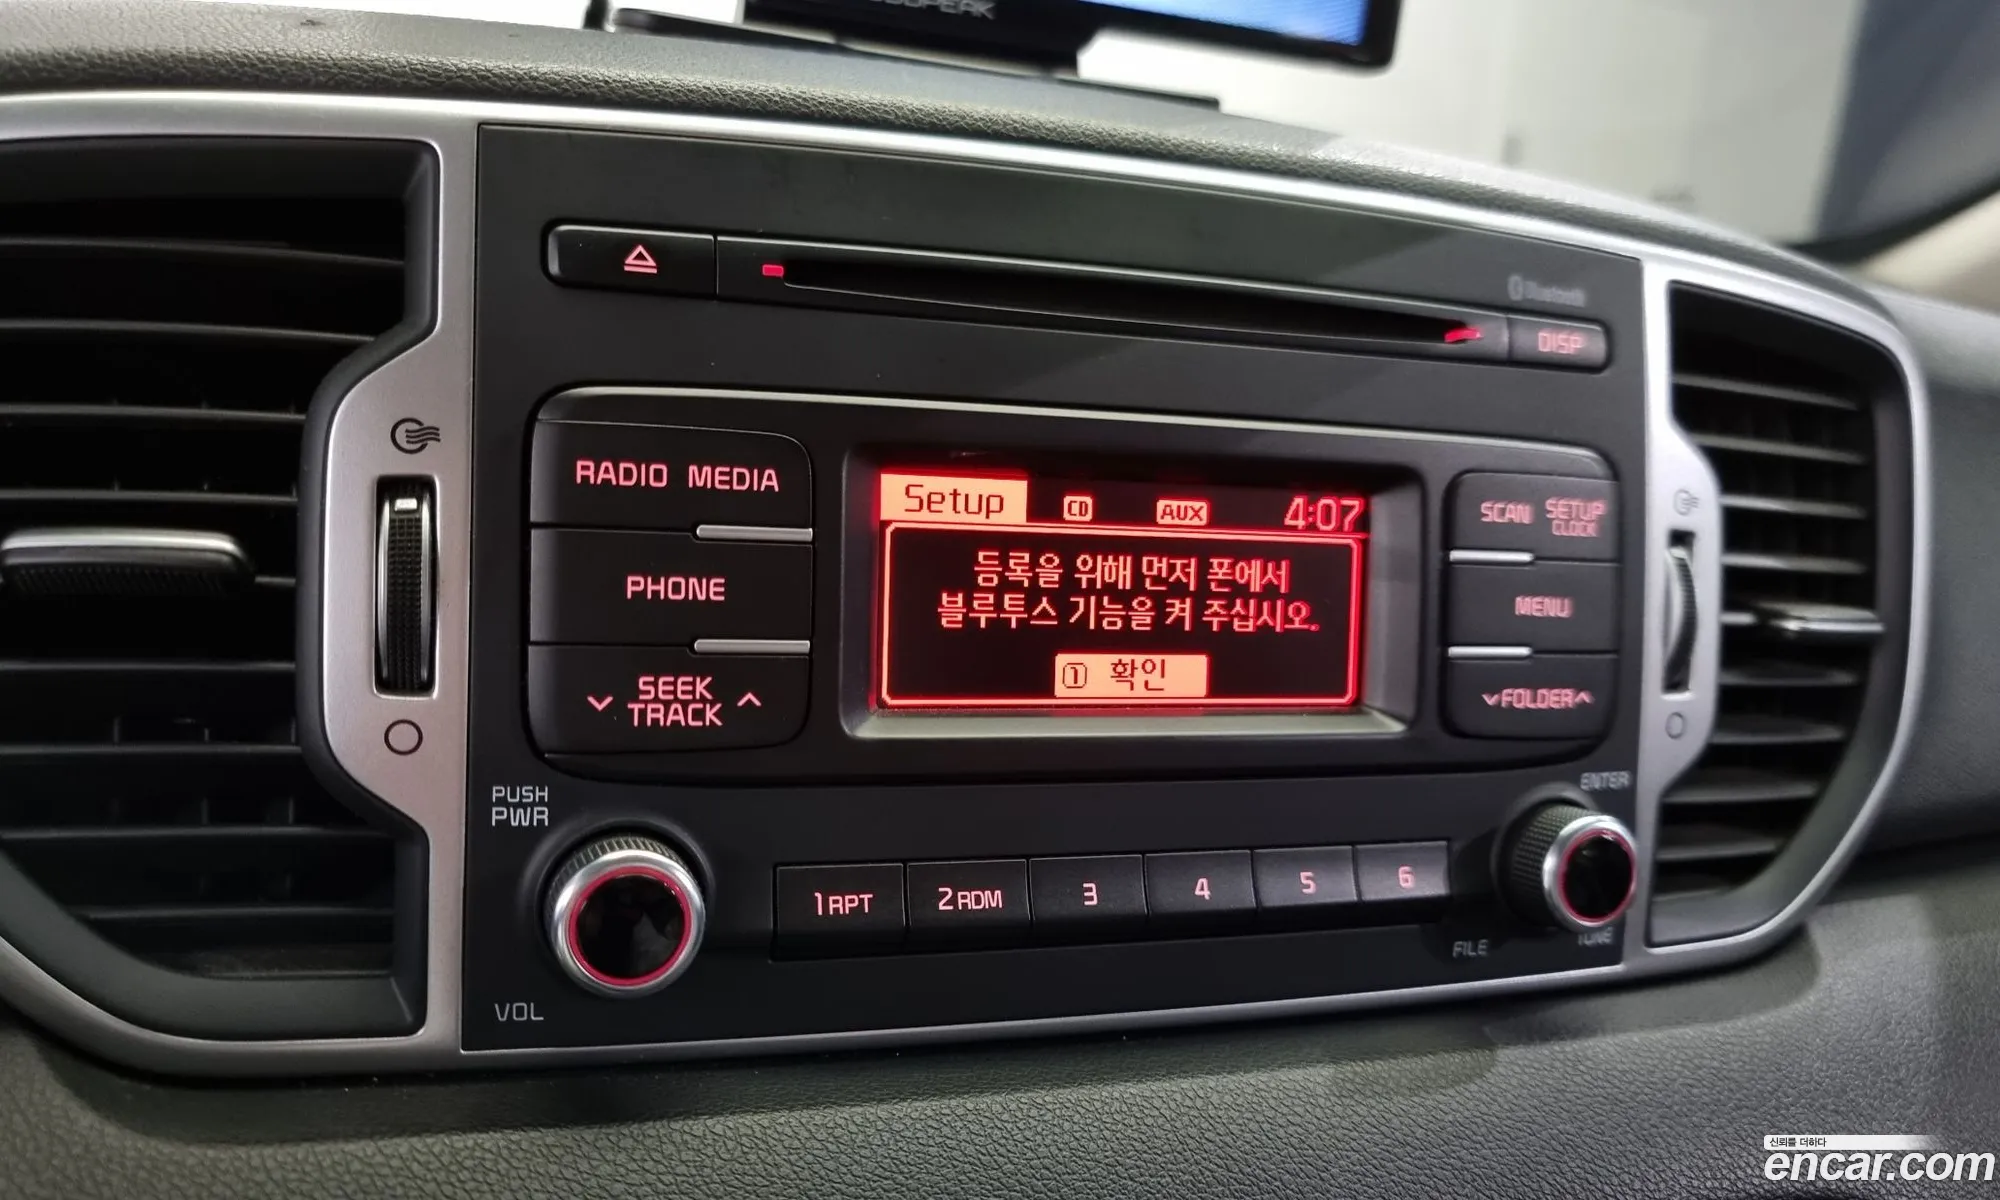 Bluetooth
DISP
RADIO MEDIA
PHONE
SEEK
TRACK
Setup CD AUX 4:07
등록을 위해 먼저 폰에서
블루투스 기능을 켜 주십시오.
① 확인
SCAN SETUP
CLOCK
MENU
FOLDER
PUSH
PWR
VOL
1 RPT 2 RDM 3 4 5 6
ENTER
FILE TUNE
신뢰를 더하다
encar.com